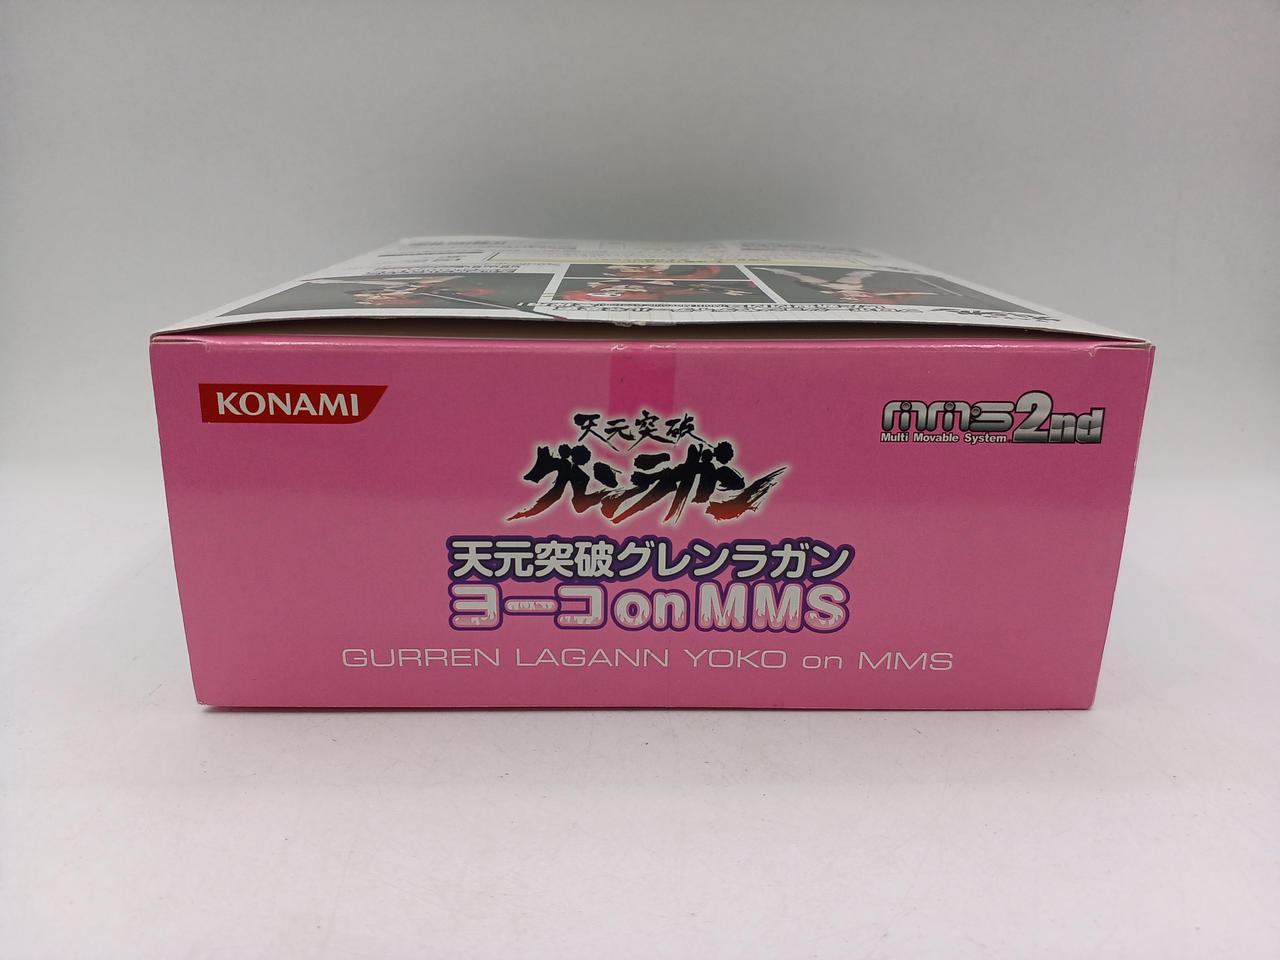 KONAMI
mms 2nd
Multi Movable System
天元突破
グレンラガン
天元突破グレンラガン
ヨーコ on MMS
GURREN LAGANN YOKO on MMS